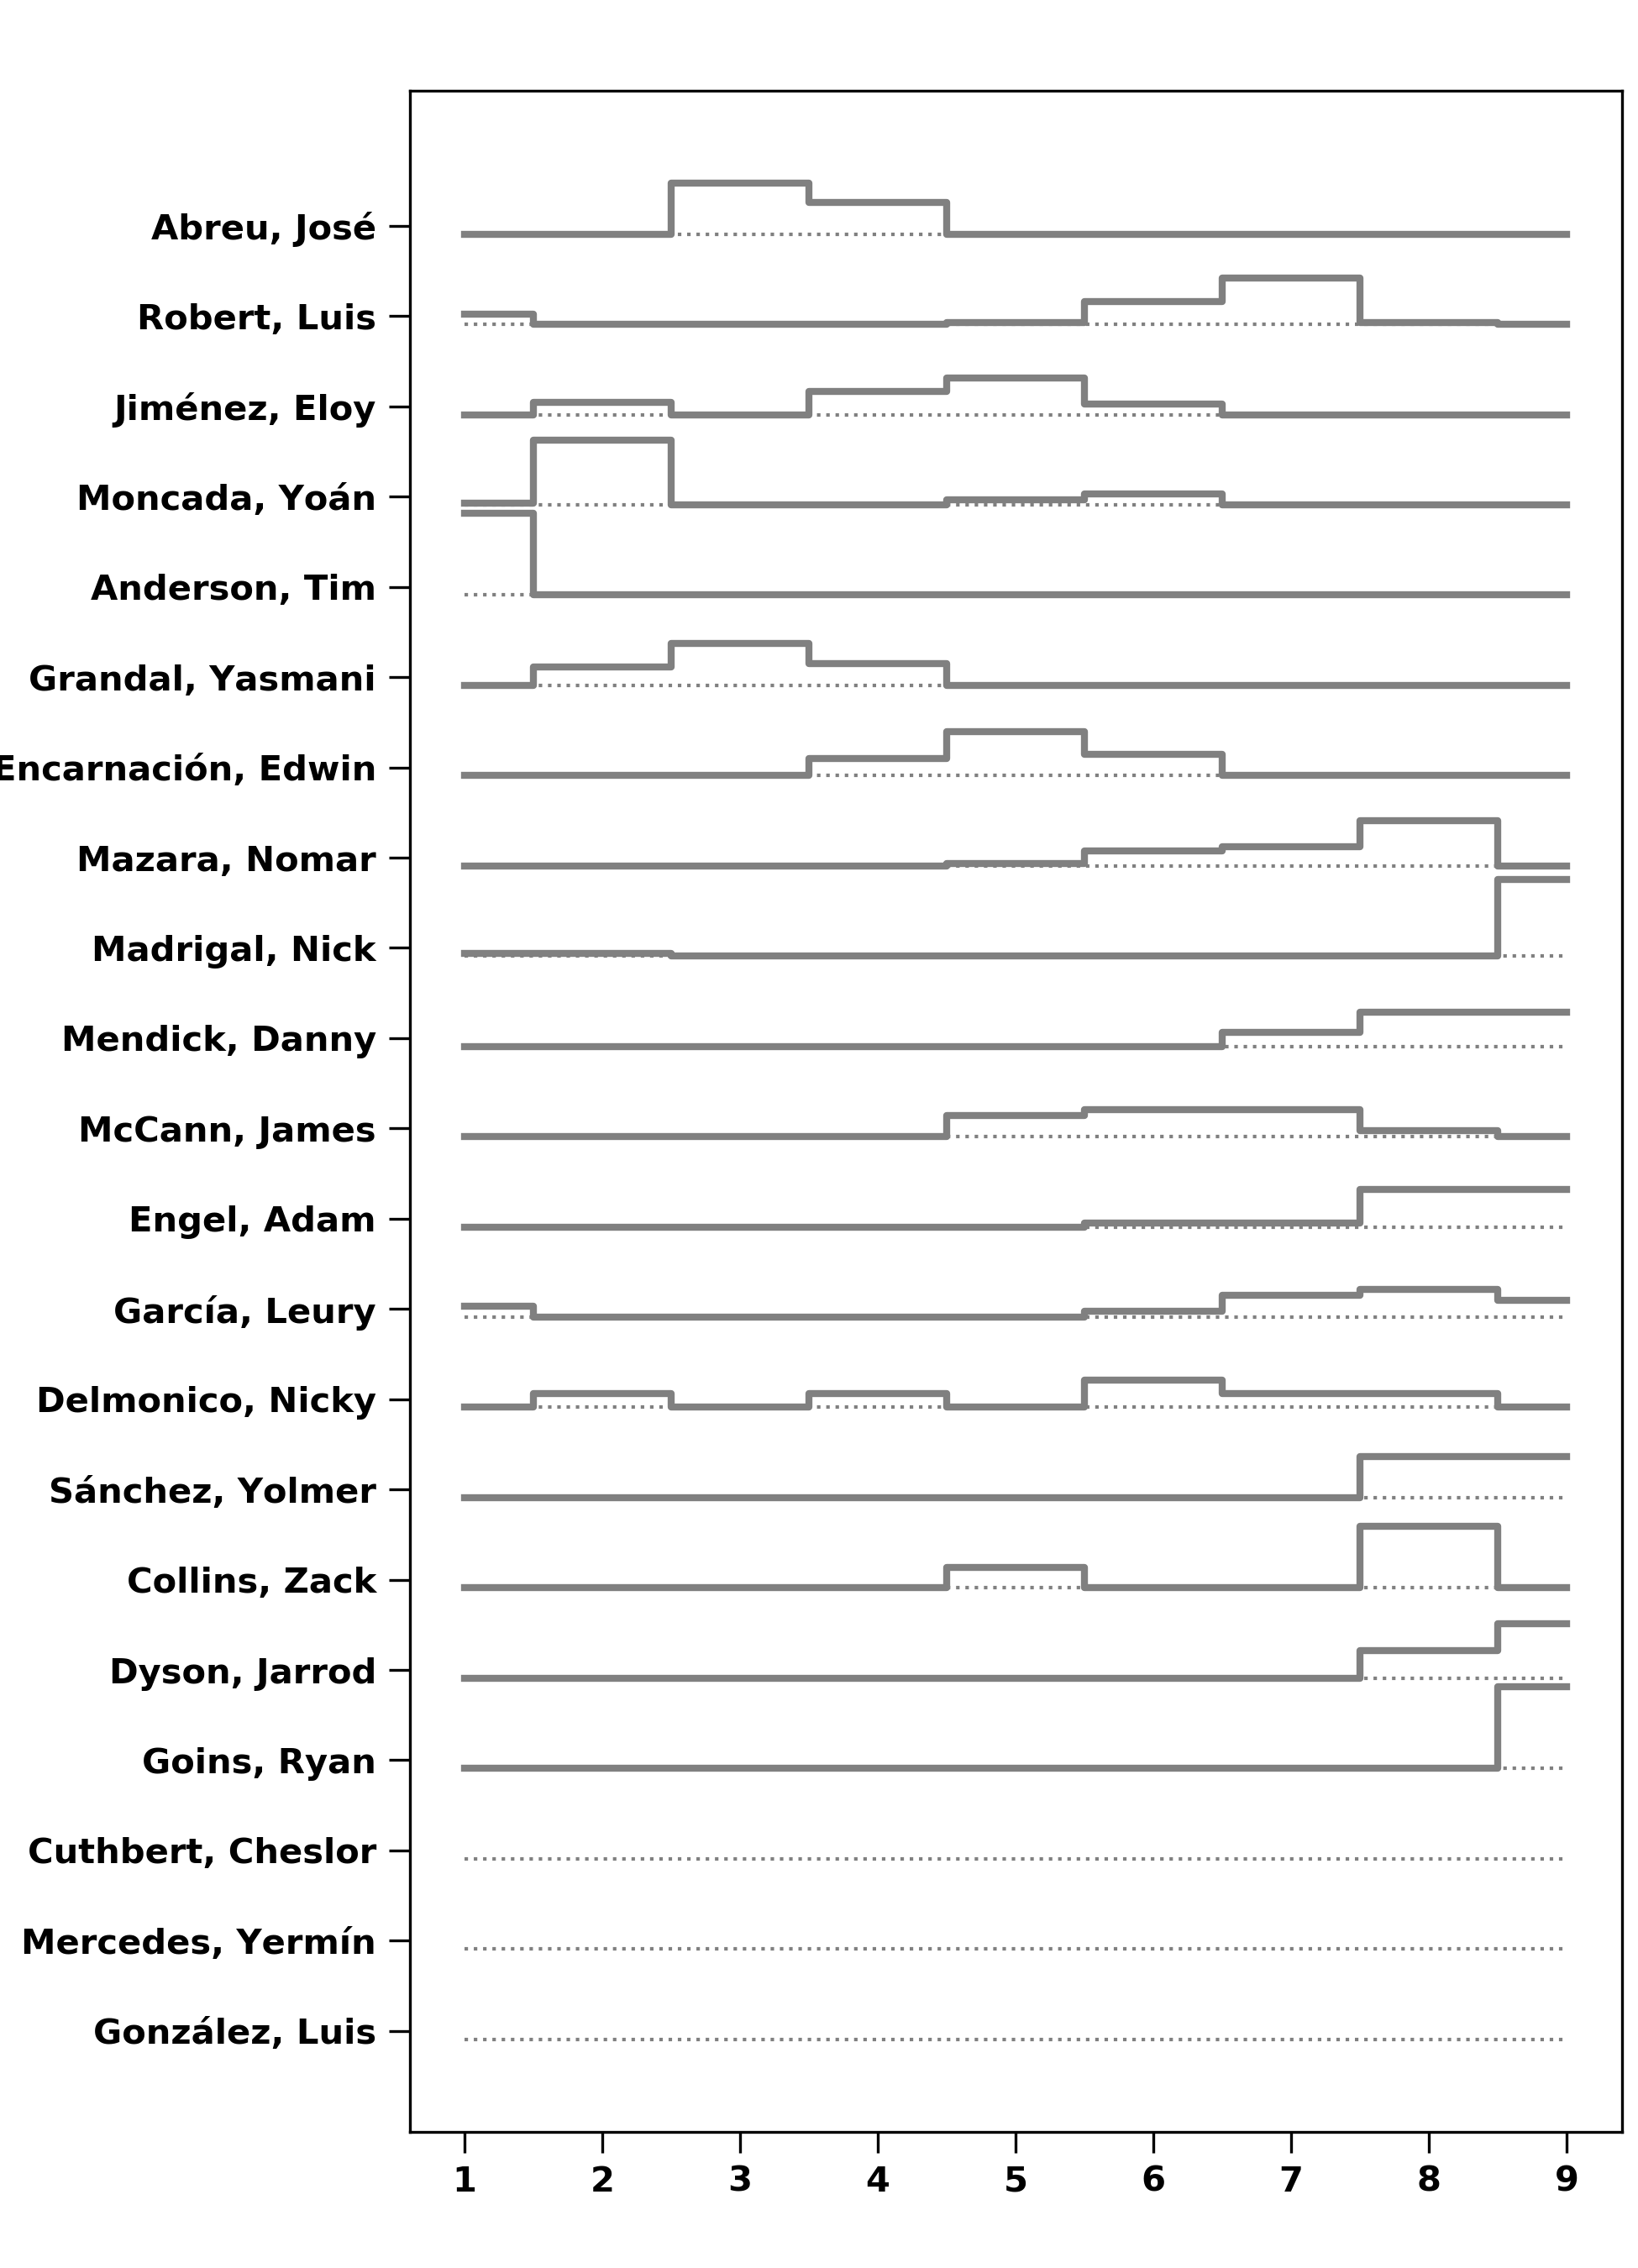 Abreu, José
Robert, Luis
Jiménez, Eloy
Moncada, Yoán
Anderson, Tim
Grandal, Yasmani
Encarnación, Edwin
Mazara, Nomar
Madrigal, Nick
Mendick, Danny
McCann, James
Engel, Adam
García, Leury
Delmonico, Nicky
Sánchez, Yolmer
Collins, Zack
Dyson, Jarrod
Goins, Ryan
Cuthbert, Cheslor
Mercedes, Yermín
González, Luis
1 2 3 4 5 6 7 8 9